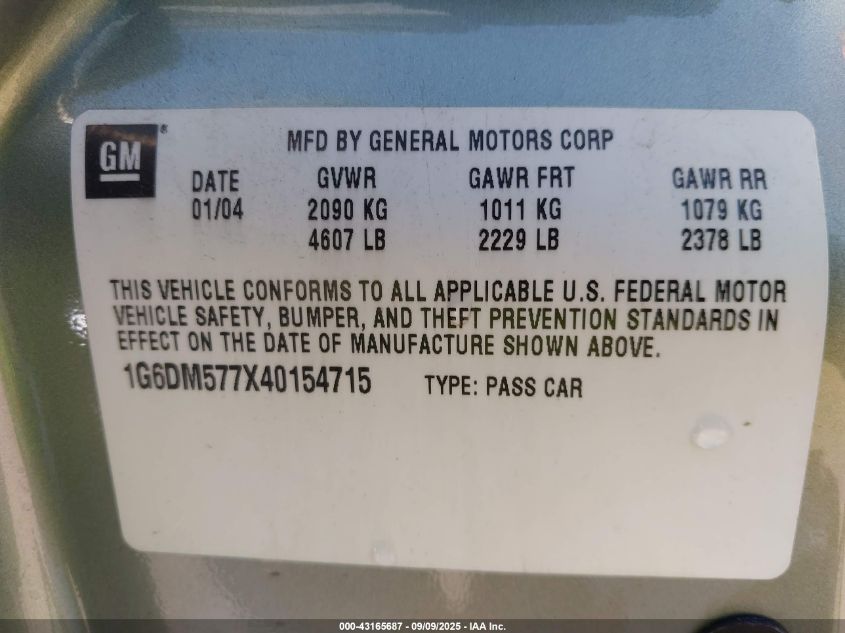 GM ®
MFD BY GENERAL MOTORS CORP
DATE GVWR GAWR FRT GAWR RR
01/04 2090 KG 1011 KG 1079 KG
4607 LB 2229 LB 2378 LB
THIS VEHICLE CONFORMS TO ALL APPLICABLE U.S. FEDERAL MOTOR
VEHICLE SAFETY, BUMPER, AND THEFT PREVENTION STANDARDS IN
EFFECT ON THE DATE OF MANUFACTURE SHOWN ABOVE.
1G6DM577X40154715 TYPE: PASS CAR
000-43165687 - 09/09/2025 - IAA Inc.